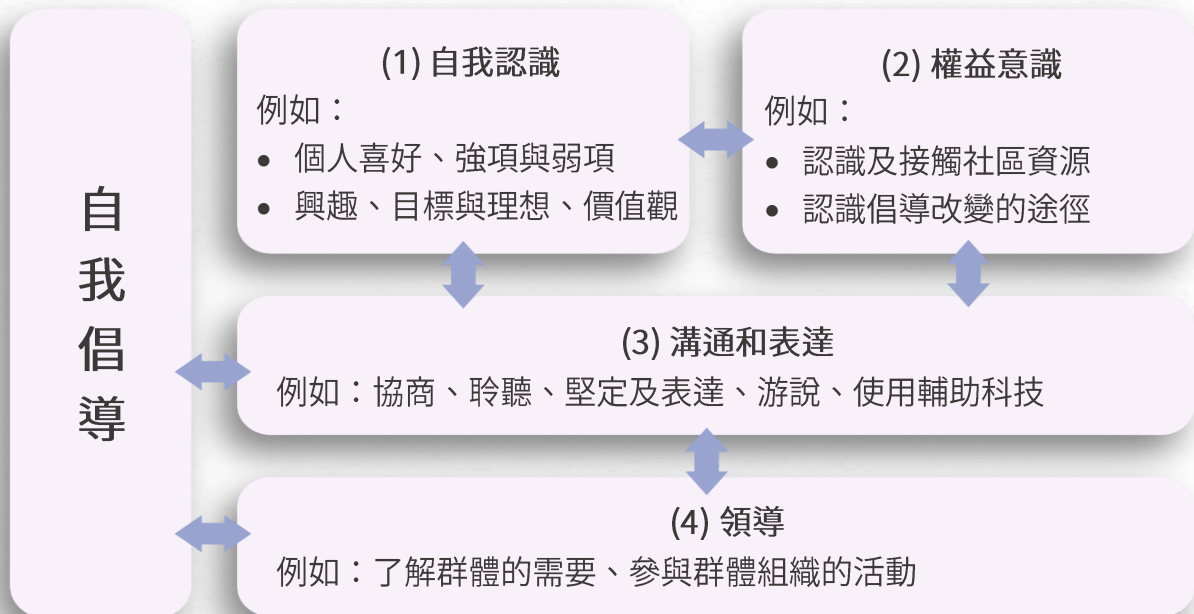 自我倡導
(1) 自我認識
例如：
• 個人喜好、強項與弱項
• 興趣、目標與理想、價值觀
(2) 權益意識
例如：
• 認識及接觸社區資源
• 認識倡導改變的途徑
(3) 溝通和表達
例如：協商、聆聽、堅定及表達、游說、使用輔助科技
(4) 領導
例如：了解群體的需要、參與群體組織的活動